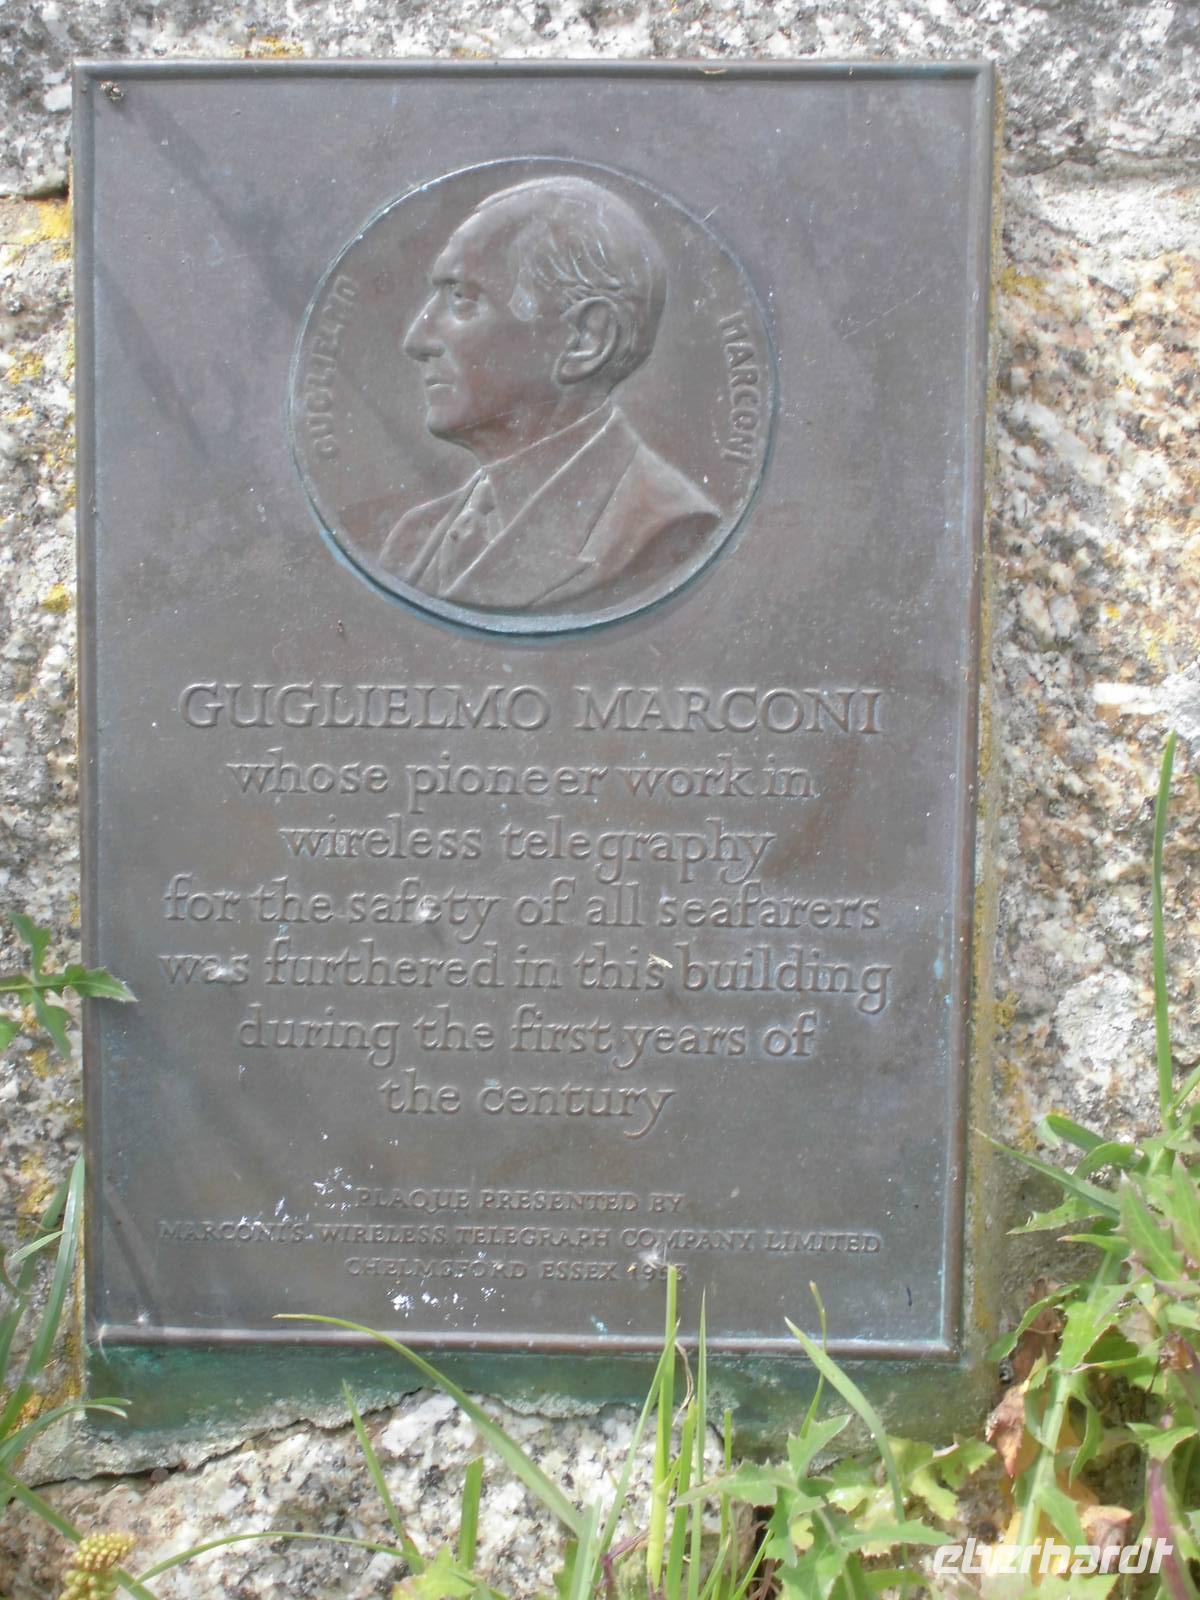 GUGLIELMO MARCONI
GUGLIELMO MARCONI
whose pioneer work in
wireless telegraphy
for the safety of all seafarers
was furthered in this building
during the first years of
the century
PLAQUE PRESENTED BY
MARCONI'S WIRELESS TELEGRAPH COMPANY LIMITED
CHELMSFORD ESSEX
eberhardt